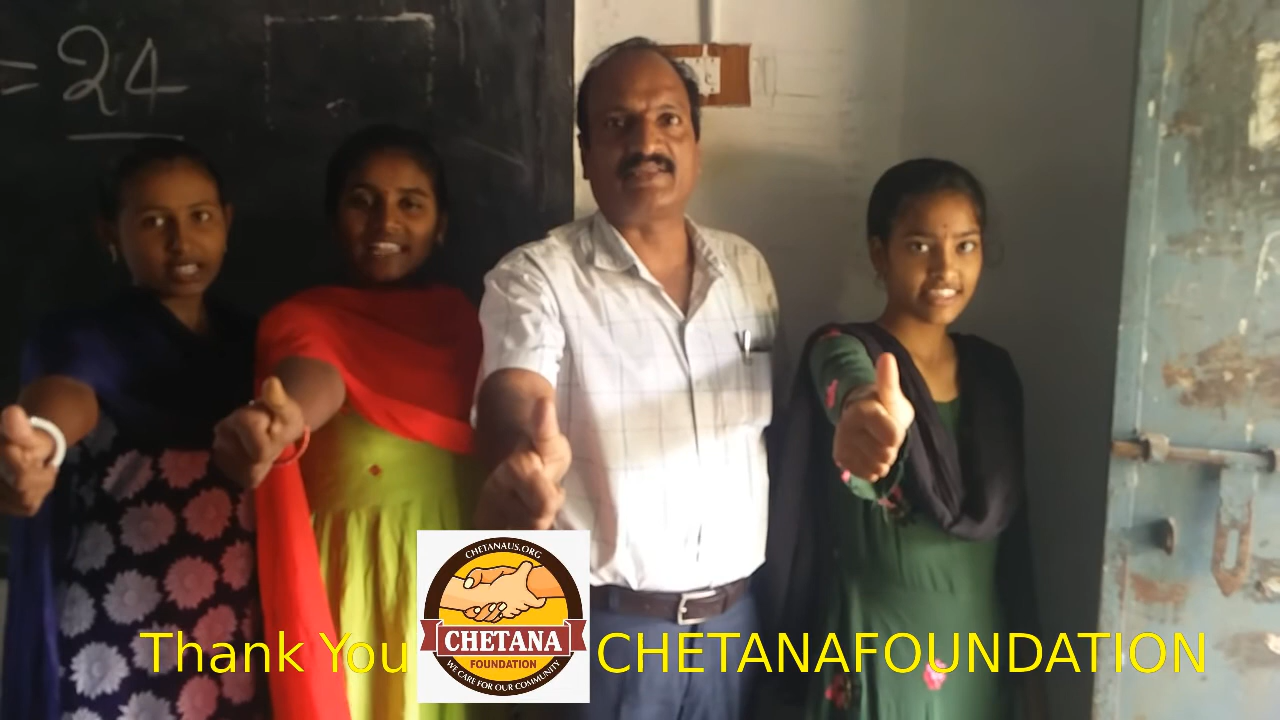 = 24
CHETANAUS.ORG
CHETANA
FOUNDATION
WE CARE FOR OUR COMMUNITY
Thank You CHETANAFOUNDATION